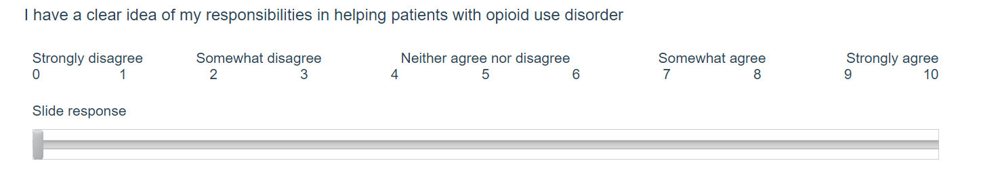 I have a clear idea of my responsibilities in helping patients with opioid use disorder
Strongly disagree Somewhat disagree Neither agree nor disagree Somewhat agree Strongly agree
0 1 2 3 4 5 6 7 8 9 10
Slide response